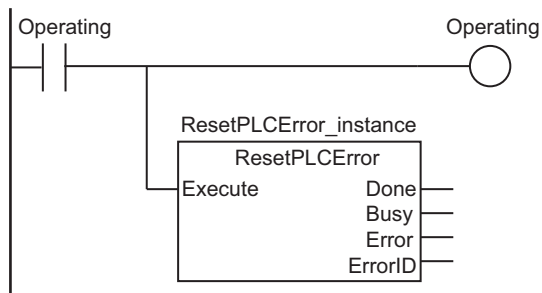 Operating Operating
ResetPLCError_instance
ResetPLCError
Execute Done
Busy
Error
ErrorID